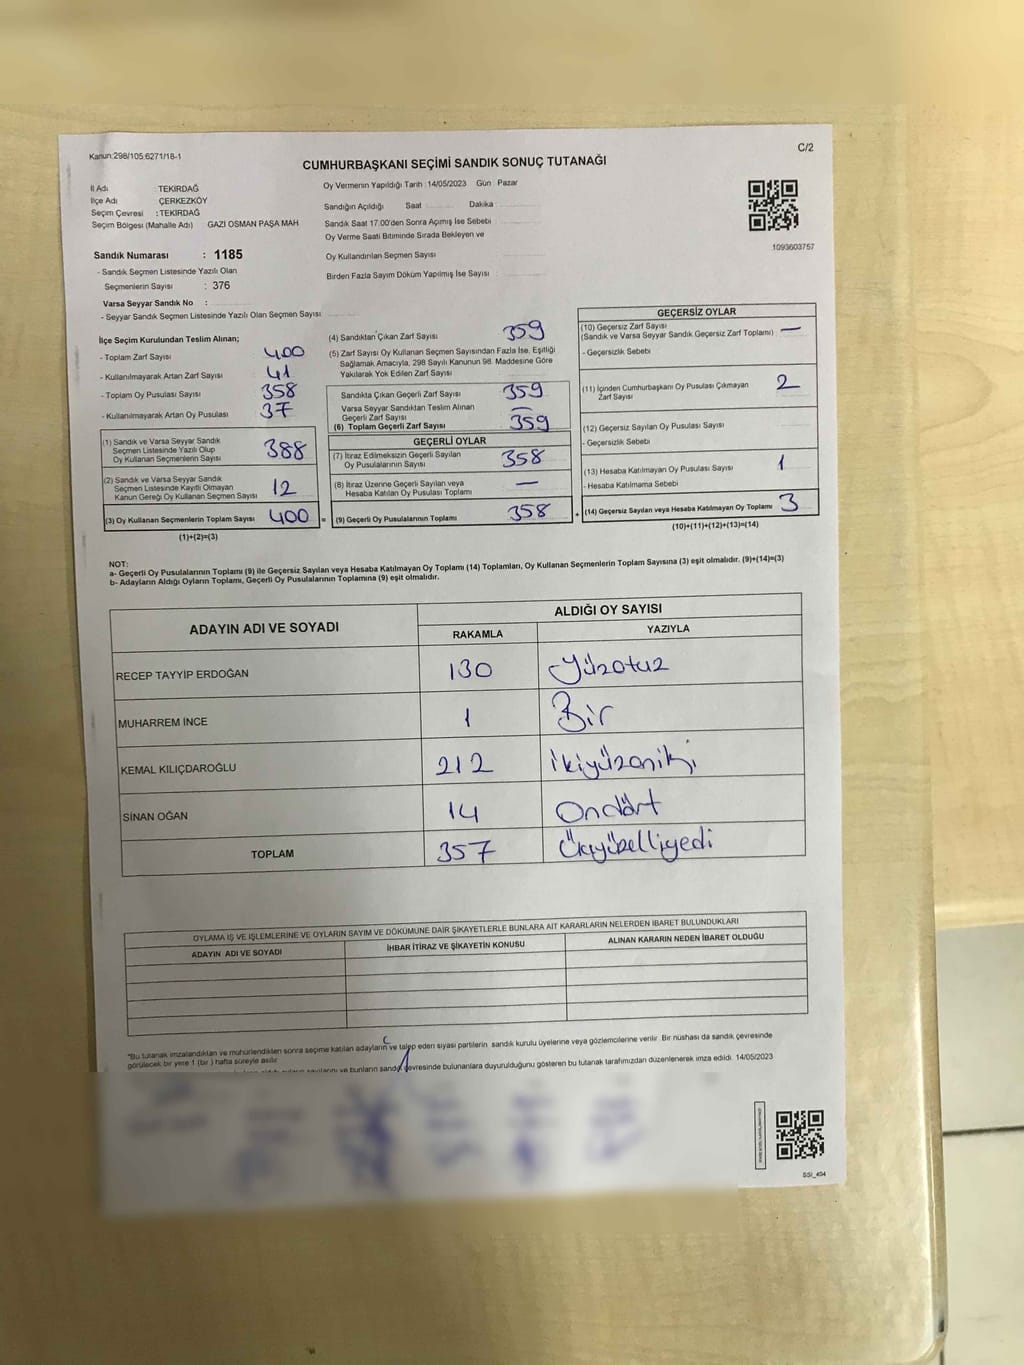 Kanun:298/105;6271/18-1
C/2
CUMHURBAŞKANI SEÇİMİ SANDIK SONUÇ TUTANAĞI
İl Adı : TEKİRDAĞ
İlçe Adı : ÇERKEZKÖY
Seçim Çevresi : TEKİRDAĞ
Seçim Bölgesi (Mahalle Adı) GAZİ OSMAN PAŞA MAH
Oy Vermenin Yapıldığı Tarih :14/05/2023 Gün Pazar
Sandığın Açıldığı Saat Dakika
Sandık Saat 17.00'den Sonra Açımış İse Sebebi
Oy Verme Saati Bitiminde Sırada Bekleyen ve
Oy Kullandırılan Seçmen Sayısı
Birden Fazla Sayım Döküm Yapılmış İse Sayısı
1093603757
Sandık Numarası : 1185
- Sandık Seçmen Listesinde Yazılı Olan
Seçmenlerin Sayısı : 376
Varsa Seyyar Sandık No :
- Seyyar Sandık Seçmen Listesinde Yazılı Olan Seçmen Sayısı
İlçe Seçim Kurulundan Teslim Alınan;
- Toplam Zarf Sayısı 400
- Kullanılmayarak Artan Zarf Sayısı 41
- Toplam Oy Pusulası Sayısı 358
- Kullanılmayarak Artan Oy Pusulası 37
(1) Sandık ve Varsa Seyyar Sandık
Seçmen Listesinde Yazılı Olup
Oy Kullanan Seçmenlerin Sayısı 388
(2) Sandık ve Varsa Seyyar Sandık
Seçmen Listesinde Kayıtlı Olmayan
Kanun Gereği Oy Kullanan Seçmen Sayısı 12
(3) Oy Kullanan Seçmenlerin Toplam Sayısı 400 =
(1)+(2)=(3)
(4) Sandıktan Çıkan Zarf Sayısı 359
(5) Zarf Sayısı Oy Kullanan Seçmen Sayısından Fazla İse, Eşitliği
Sağlamak Amacıyla, 298 Sayılı Kanunun 98. Maddesine Göre
Yakılarak Yok Edilen Zarf Sayısı
Sandıkta Çıkan Geçerli Zarf Sayısı 359
Varsa Seyyar Sandıktan Teslim Alınan
Geçerli Zarf Sayısı —
(6) Toplam Geçerli Zarf Sayısı 359
GEÇERLİ OYLAR
(7) İtiraz Edilmeksizin Geçerli Sayılan
Oy Pusulalarının Sayısı 358
(8) İtiraz Üzerine Geçerli Sayılan veya
Hesaba Katılan Oy Pusulası Toplamı —
(9) Geçerli Oy Pusulalarının Toplamı 358 +
GEÇERSİZ OYLAR
(10) Geçersiz Zarf Sayısı
(Sandık ve Varsa Seyyar Sandık Geçersiz Zarf Toplamı) —
- Geçersizlik Sebebi
(11) İçinden Cumhurbaşkanı Oy Pusulası Çıkmayan
Zarf Sayısı 2
(12) Geçersiz Sayılan Oy Pusulası Sayısı
- Geçersizlik Sebebi
(13) Hesaba Katılmayan Oy Pusulası Sayısı 1
- Hesaba Katılmama Sebebi
(14) Geçersiz Sayılan veya Hesaba Katılmayan Oy Toplamı 3
(10)+(11)+(12)+(13)=(14)
NOT:
a- Geçerli Oy Pusulalarının Toplamı (9) ile Geçersiz Sayılan veya Hesaba Katılmayan Oy Toplamı (14) Toplamları, Oy Kullanan Seçmenlerin Toplam Sayısına (3) eşit olmalıdır. (9)+(14)=(3)
b- Adayların Aldığı Oyların Toplamı, Geçerli Oy Pusulalarının Toplamına (9) eşit olmalıdır.
ADAYIN ADI VE SOYADI ALDIĞI OY SAYISI
RAKAMLA YAZIYLA
RECEP TAYYİP ERDOĞAN 130 Yüzotuz
MUHARREM İNCE 1 Bir
KEMAL KILIÇDAROĞLU 212 İkiyüzoniki
SİNAN OĞAN 14 Ondört
TOPLAM 357 Üçyüzelliyedi
OYLAMA İŞ VE İŞLEMLERİNE VE OYLARIN SAYIM VE DÖKÜMÜNE DAİR ŞİKAYETLERLE BUNLARA AİT KARARLARIN NELERDEN İBARET BULUNDUKLARI
ADAYIN ADI VE SOYADI İHBAR İTİRAZ VE ŞİKAYETİN KONUSU ALINAN KARARIN NEDEN İBARET OLDUĞU
*Bu tutanak imzalandıktan ve mühürlendikten sonra seçime katılan adayların ve talep eden siyasi partilerin sandık kurulu üyelerine veya gözlemcilerine verilir. Bir nüshası da sandık çevresinde
görülecek bir yere 1 (bir ) hafta süreyle asılır.
ve bunların sandık çevresinde bulunanlara duyurulduğunu gösteren bu tutanak tarafımızdan düzenlenerek imza edildi. 14/05/2023
SSİ_404